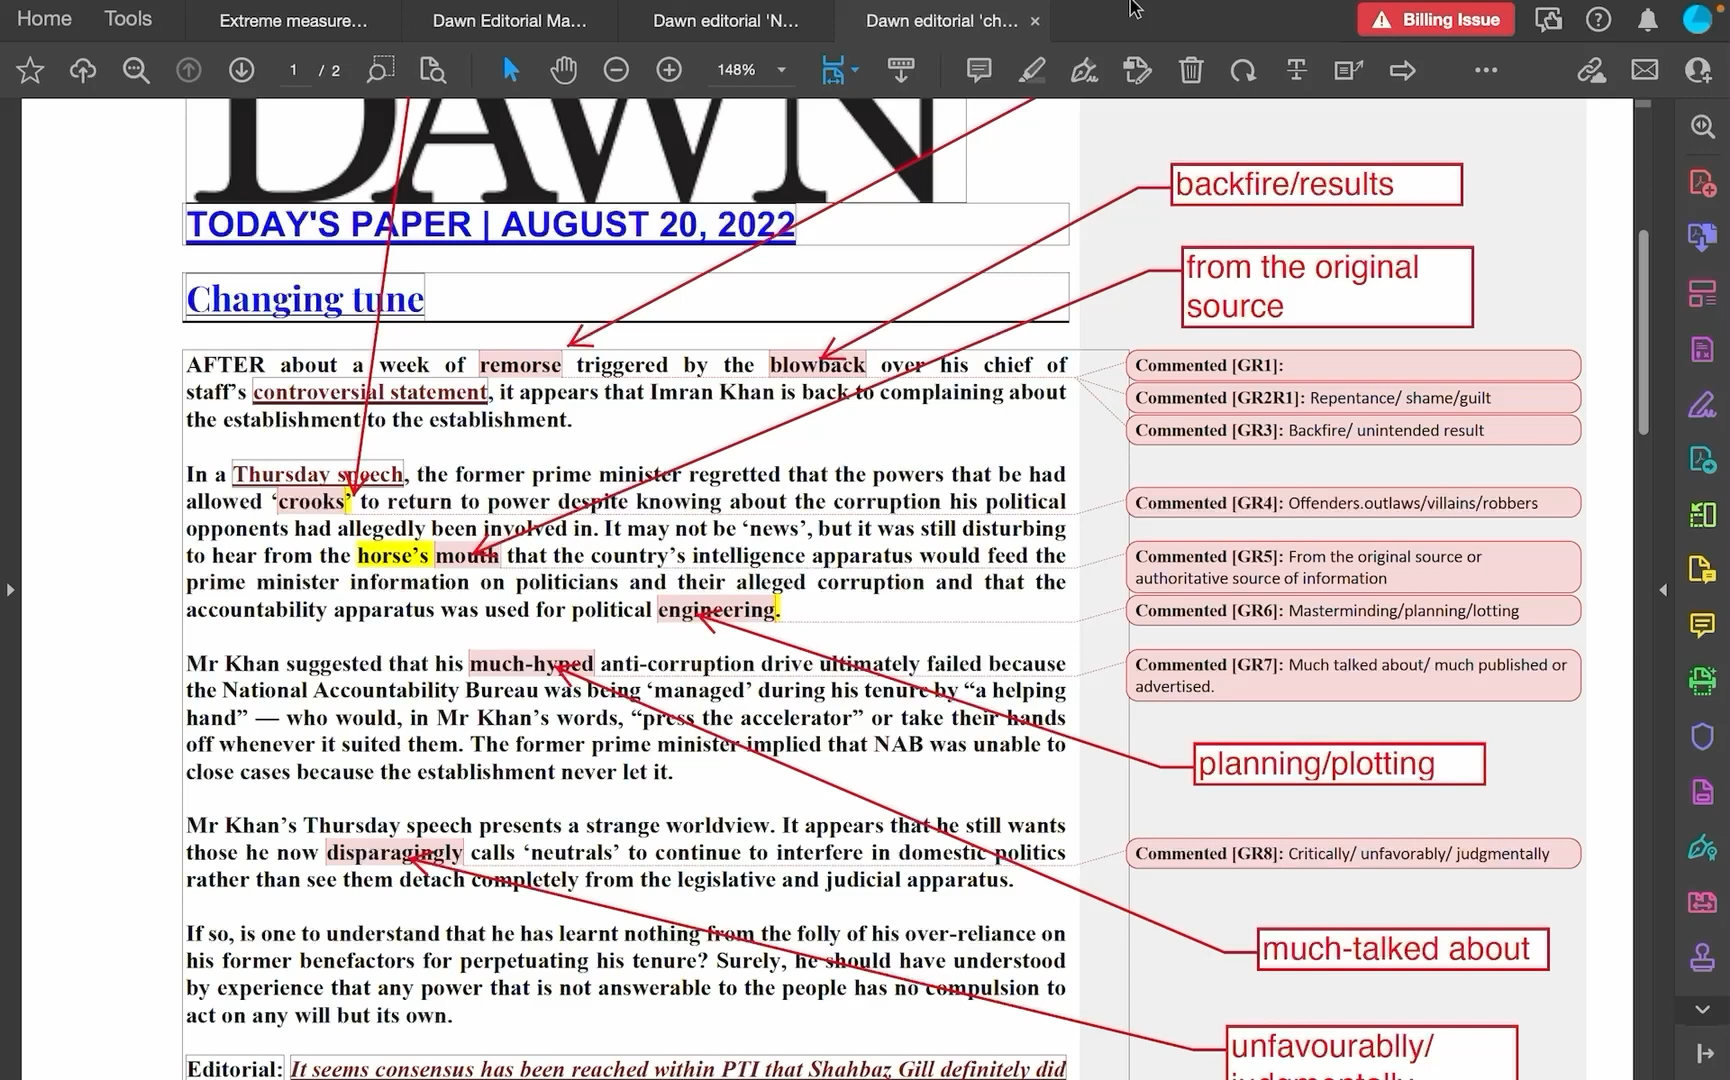 Home Tools Extreme measure... Dawn Editorial Ma... Dawn editorial 'N... Dawn editorial 'ch... × Billing Issue
1 / 2 148%
DAWN
TODAY'S PAPER | AUGUST 20, 2022
Changing tune
AFTER about a week of remorse triggered by the blowback over his chief of
staff's controversial statement, it appears that Imran Khan is back to complaining about
the establishment to the establishment.
In a Thursday speech, the former prime minister regretted that the powers that be had
allowed ‘crooks’ to return to power despite knowing about the corruption his political
opponents had allegedly been involved in. It may not be ‘news’, but it was still disturbing
to hear from the horse’s mouth that the country’s intelligence apparatus would feed the
prime minister information on politicians and their alleged corruption and that the
accountability apparatus was used for political engineering.
Mr Khan suggested that his much-hyped anti-corruption drive ultimately failed because
the National Accountability Bureau was being ‘managed’ during his tenure by “a helping
hand” — who would, in Mr Khan’s words, “press the accelerator” or take their hands
off whenever it suited them. The former prime minister implied that NAB was unable to
close cases because the establishment never let it.
Mr Khan’s Thursday speech presents a strange worldview. It appears that he still wants
those he now disparagingly calls ‘neutrals’ to continue to interfere in domestic politics
rather than see them detach completely from the legislative and judicial apparatus.
If so, is one to understand that he has learnt nothing from the folly of his over-reliance on
his former benefactors for perpetuating his tenure? Surely, he should have understood
by experience that any power that is not answerable to the people has no compulsion to
act on any will but its own.
Editorial: It seems consensus has been reached within PTI that Shahbaz Gill definitely did
backfire/results
from the original
source
Commented [GR1]:
Commented [GR2R1]: Repentance/ shame/guilt
Commented [GR3]: Backfire/ unintended result
Commented [GR4]: Offenders.outlaws/villains/robbers
Commented [GR5]: From the original source or
authoritative source of information
Commented [GR6]: Masterminding/planning/lotting
Commented [GR7]: Much talked about/ much published or
advertised.
planning/plotting
Commented [GR8]: Critically/ unfavorably/ judgmentally
much-talked about
unfavourablly/
judgmentally